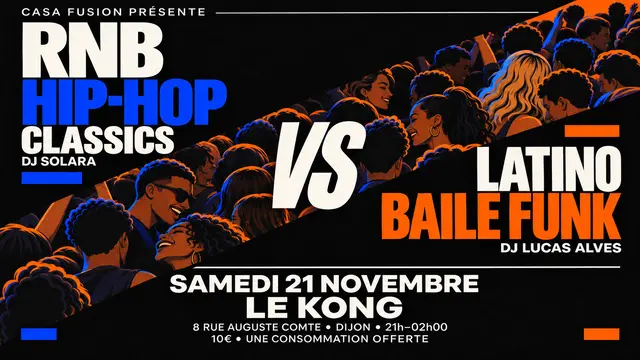 CASA FUSION PRÉSENTE
RNB
HIP-HOP
CLASSICS
DJ SOLARA
VS
LATINO
BAILE FUNK
DJ LUCAS ALVES
SAMEDI 21 NOVEMBRE
LE KONG
8 RUE AUGUSTE COMTE • DIJON • 21h–02h00
10€ • UNE CONSOMMATION OFFERTE